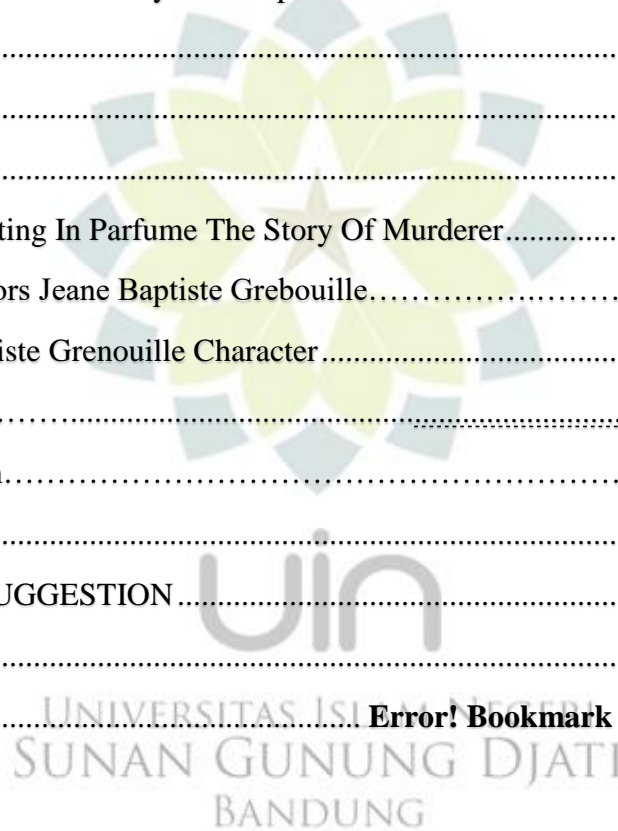 ........................................................................
........................................................................
........................................................................
ting In Parfume The Story Of Murderer..............
ors Jeane Baptiste Grebouille…………….…….
iste Grenouille Character.....................................
……......................................................................
……………………………………………………
........................................................................
UGGESTION.......................................................
........................................................................
.......................................... Error! Bookmark
uin
UNIVERSITAS ISLAM NEGERI
SUNAN GUNUNG DJATI
BANDUNG